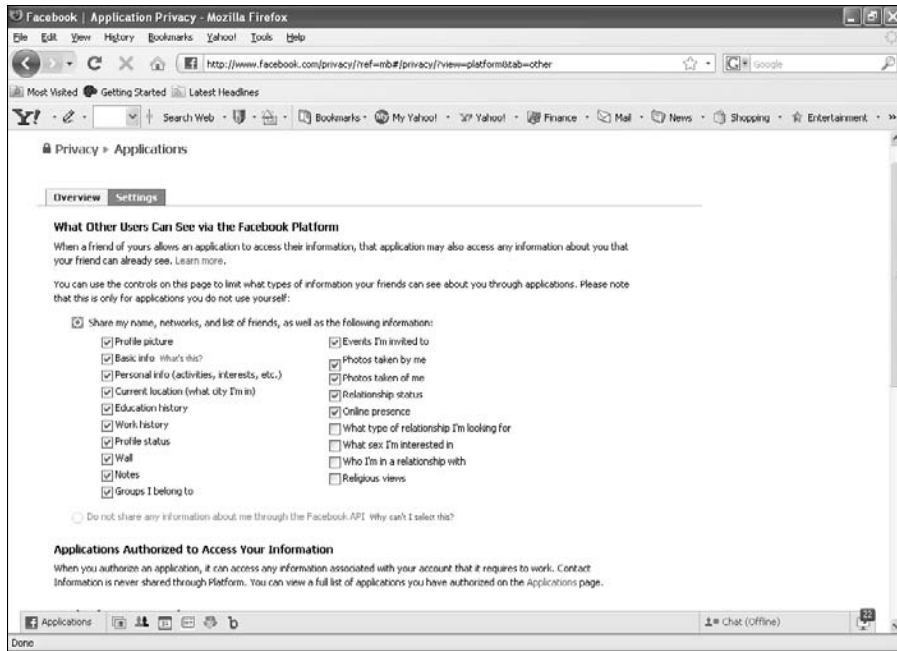 Facebook | Application Privacy - Mozilla Firefox
File Edit View History Bookmarks Yahoo! Tools Help
http://www.facebook.com/privacy/?ref=mb#/privacy/?view=platform&tab=other
Google
Most Visited Getting Started Latest Headlines
Y! Search Web Bookmarks My Yahoo! Yahoo! Finance Mail News Shopping Entertainment »
Privacy » Applications
Overview Settings
What Other Users Can See via the Facebook Platform
When a friend of yours allows an application to access their information, that application may also access any information about you that
your friend can already see. Learn more.
You can use the controls on this page to limit what types of information your friends can see about you through applications. Please note
that this is only for applications you do not use yourself:
Share my name, networks, and list of friends, as well as the following information:
Profile picture
Basic info What's this?
Personal info (activities, interests, etc.)
Current location (what city I'm in)
Education history
Work history
Profile status
Wall
Notes
Groups I belong to
Events I'm invited to
Photos taken by me
Photos taken of me
Relationship status
Online presence
What type of relationship I'm looking for
What sex I'm interested in
Who I'm in a relationship with
Religious views
Do not share any information about me through the Facebook API Why can't I select this?
Applications Authorized to Access Your Information
When you authorize an application, it can access any information associated with your account that it requires to work. Contact
Information is never shared through Platform. You can view a full list of applications you have authorized on the Applications page.
Applications
Chat (Offline)
22
Done